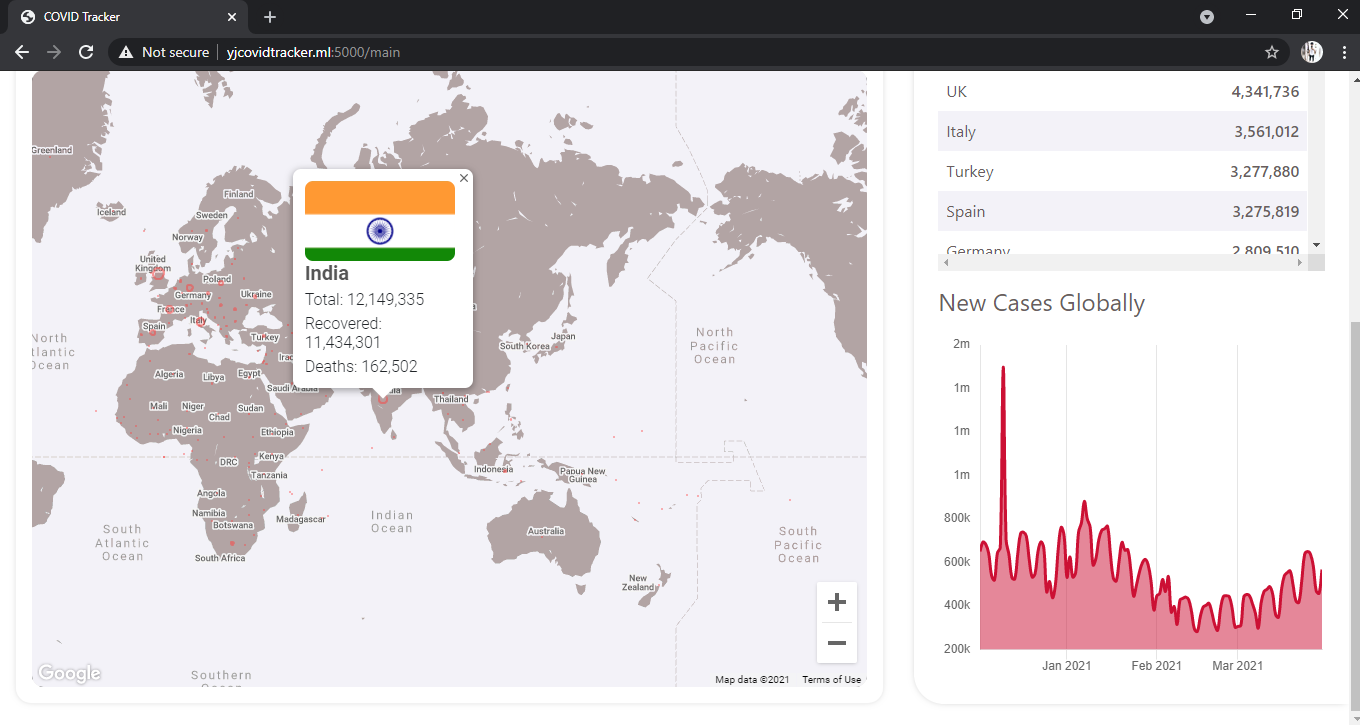 COVID Tracker
Not secure
yjcovidtracker.ml:5000/main
Greenland
Iceland
Finland
Sweden
Norway
United
Kingdom
Poland
Germany
Ukraine
France
Italy
Spain
Turkey
Algeria
Libya
Egypt
Saudi Arabia
Mali
Niger
Chad
Sudan
Nigeria
Ethiopia
DRC
Kenya
Tanzania
Angola
Namibia
Botswana
Madagascar
South Africa
India
Total: 12,149,335
Recovered:
11,434,301
Deaths: 162,502
Thailand
South Korea
Japan
Indonesia
Papua New
Guinea
Australia
New
Zealand
North
Pacific
Ocean
South
Atlantic
Ocean
Indian
Ocean
South
Pacific
Ocean
Southern
Google
Map data ©2021
Terms of Use
UK 4,341,736
Italy 3,561,012
Turkey 3,277,880
Spain 3,275,819
Germany 2,809,510
New Cases Globally
2m
1m
1m
1m
800k
600k
400k
200k
Jan 2021
Feb 2021
Mar 2021